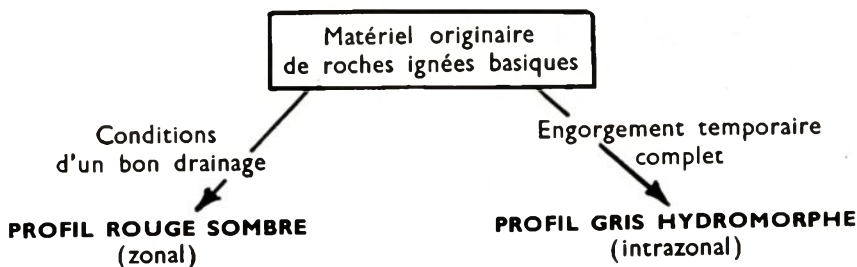 Matériel originaire
de roches ignées basiques
Conditions
d'un bon drainage
Engorgement temporaire
complet
PROFIL ROUGE SOMBRE
(zonal)
PROFIL GRIS HYDROMORPHE
(intrazonal)